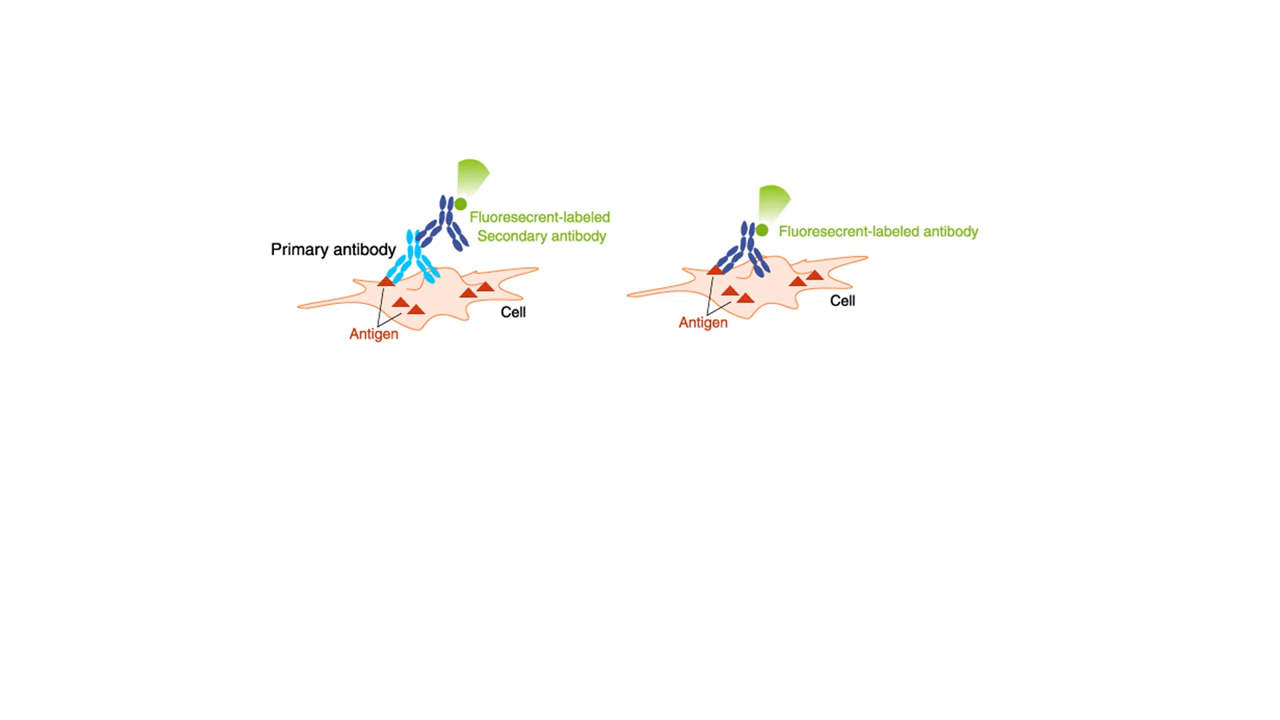 Fluoresecrent-labeled
Secondary antibody
Primary antibody
Cell
Antigen
Fluoresecrent-labeled antibody
Cell
Antigen